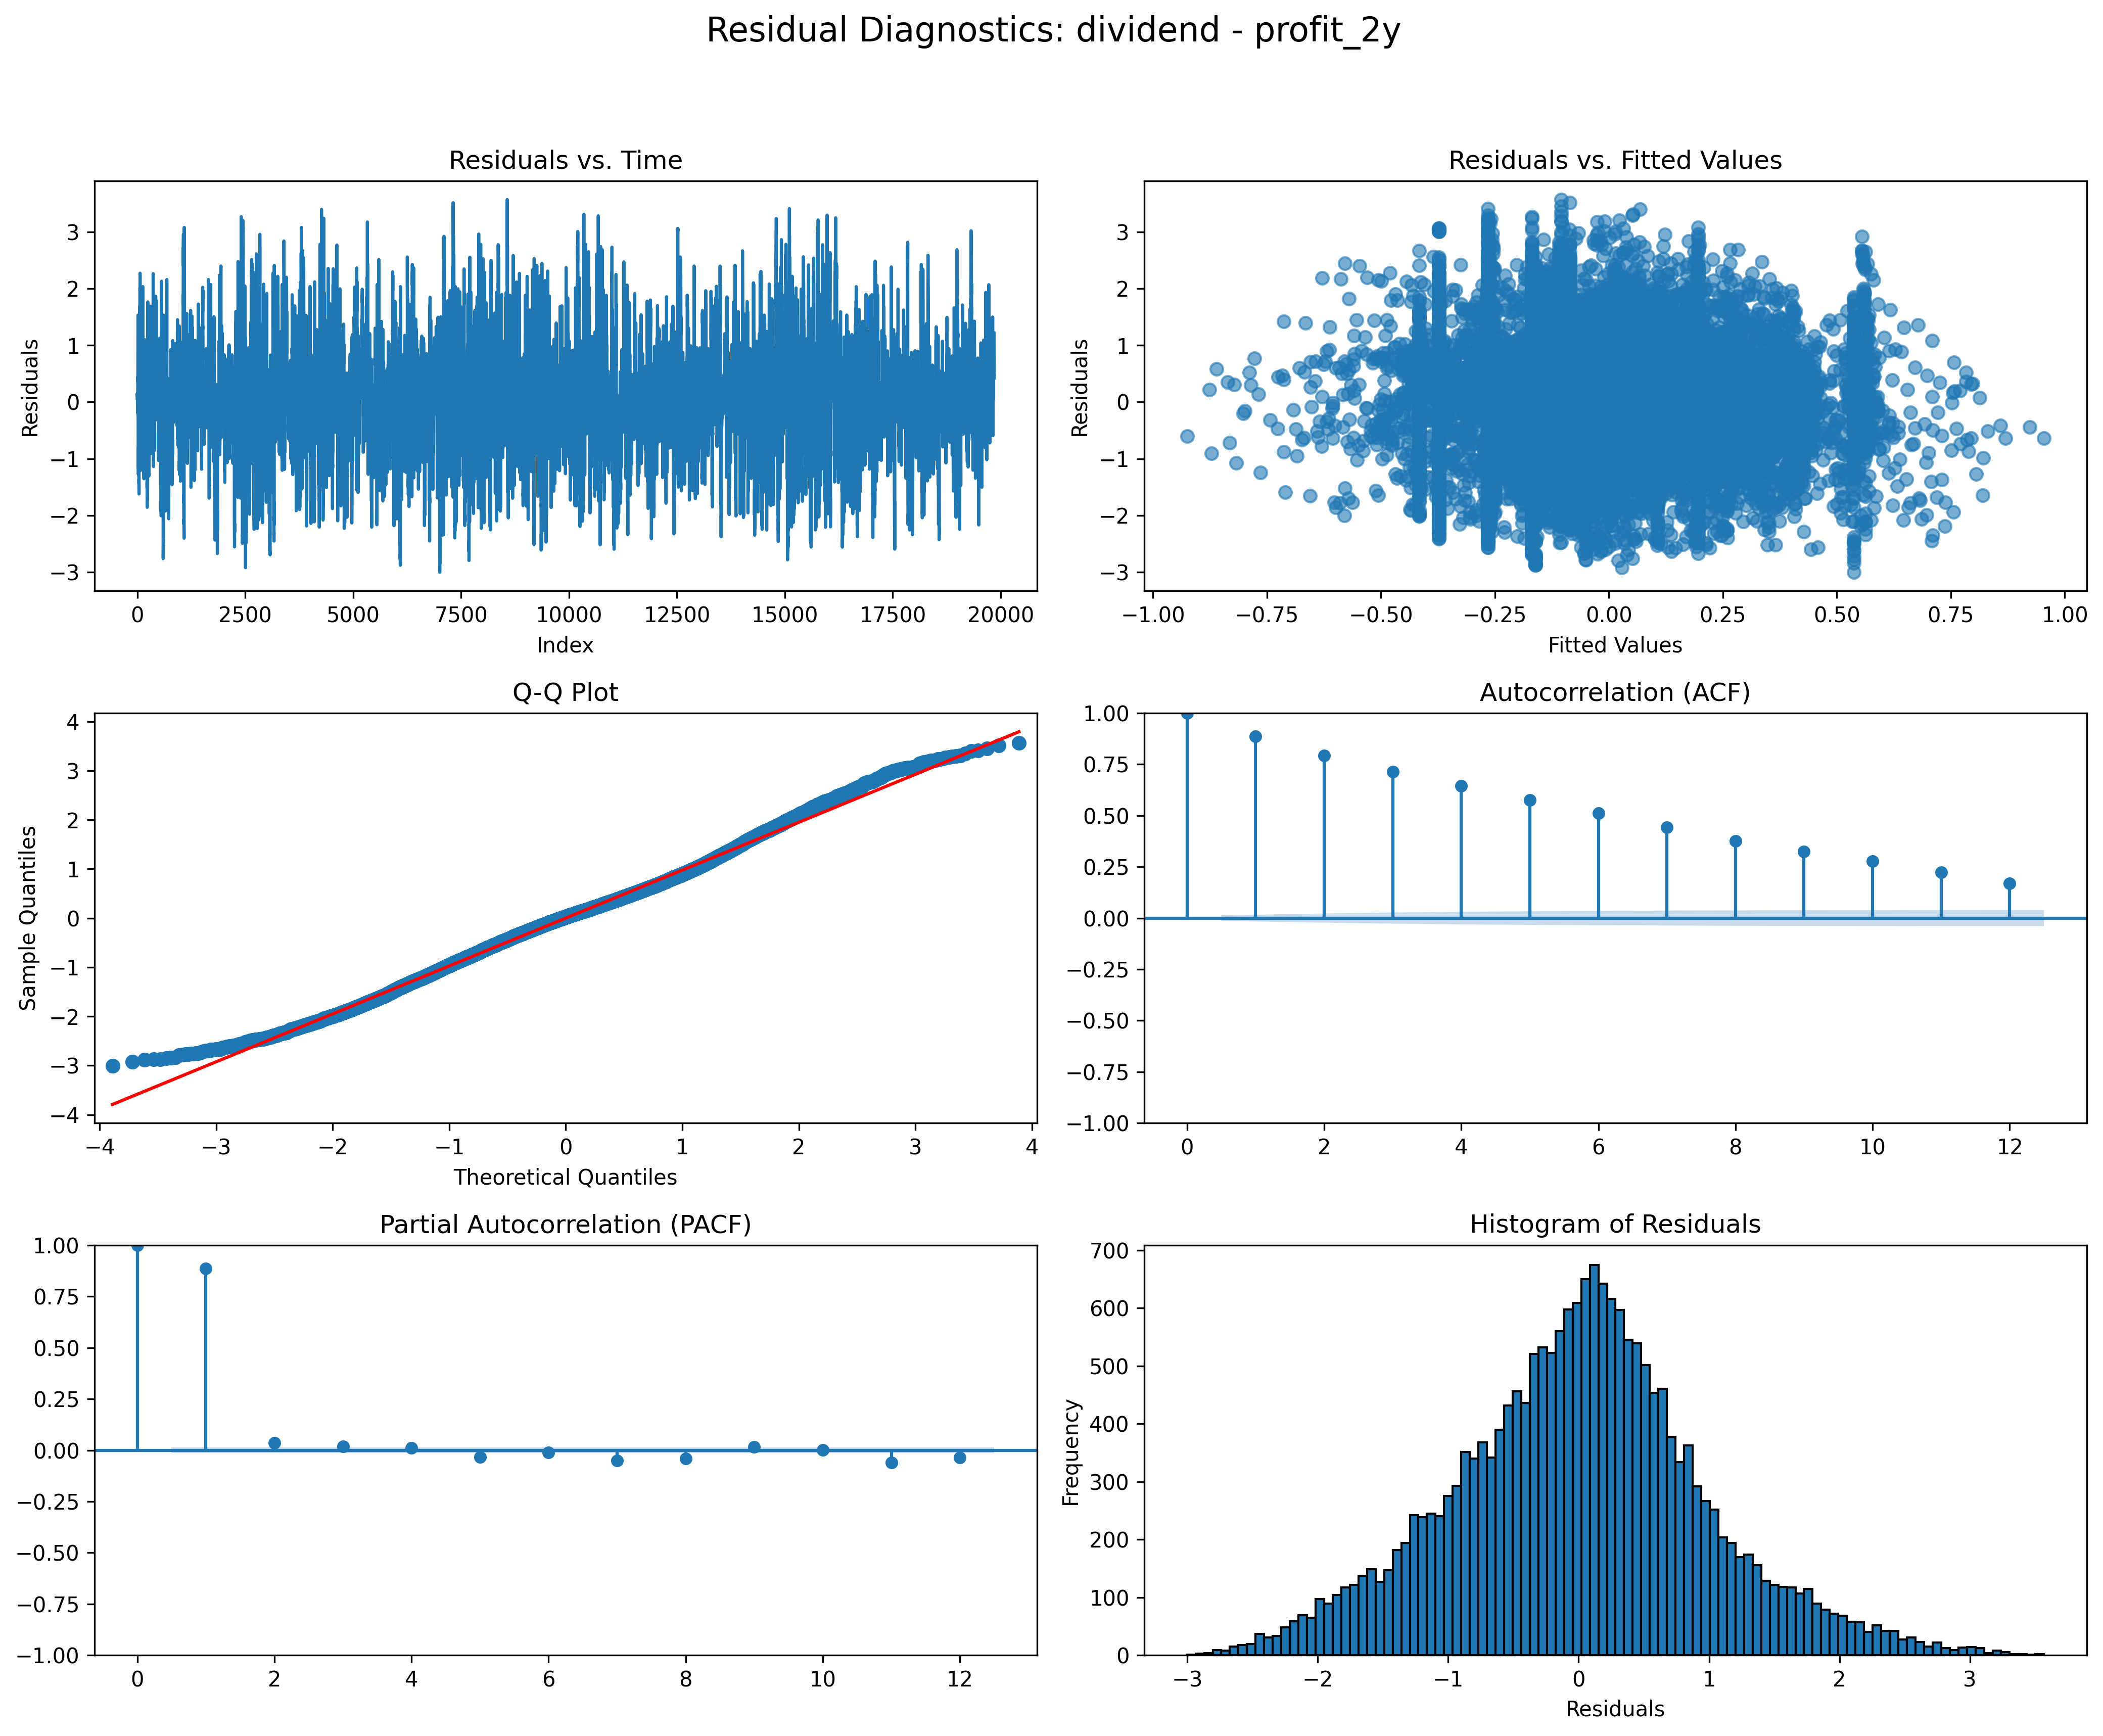 Residual Diagnostics: dividend - profit_2y
Residuals vs. Time
Residuals
3
2
1
0
−1
−2
−3
0 2500 5000 7500 10000 12500 15000 17500 20000
Index
Residuals vs. Fitted Values
Residuals
3
2
1
0
−1
−2
−3
−1.00 −0.75 −0.50 −0.25 0.00 0.25 0.50 0.75 1.00
Fitted Values
Q-Q Plot
Sample Quantiles
4
3
2
1
0
−1
−2
−3
−4
−4 −3 −2 −1 0 1 2 3 4
Theoretical Quantiles
Autocorrelation (ACF)
1.00
0.75
0.50
0.25
0.00
−0.25
−0.50
−0.75
−1.00
0 2 4 6 8 10 12
Partial Autocorrelation (PACF)
1.00
0.75
0.50
0.25
0.00
−0.25
−0.50
−0.75
−1.00
0 2 4 6 8 10 12
Histogram of Residuals
Frequency
700
600
500
400
300
200
100
0
−3 −2 −1 0 1 2 3
Residuals